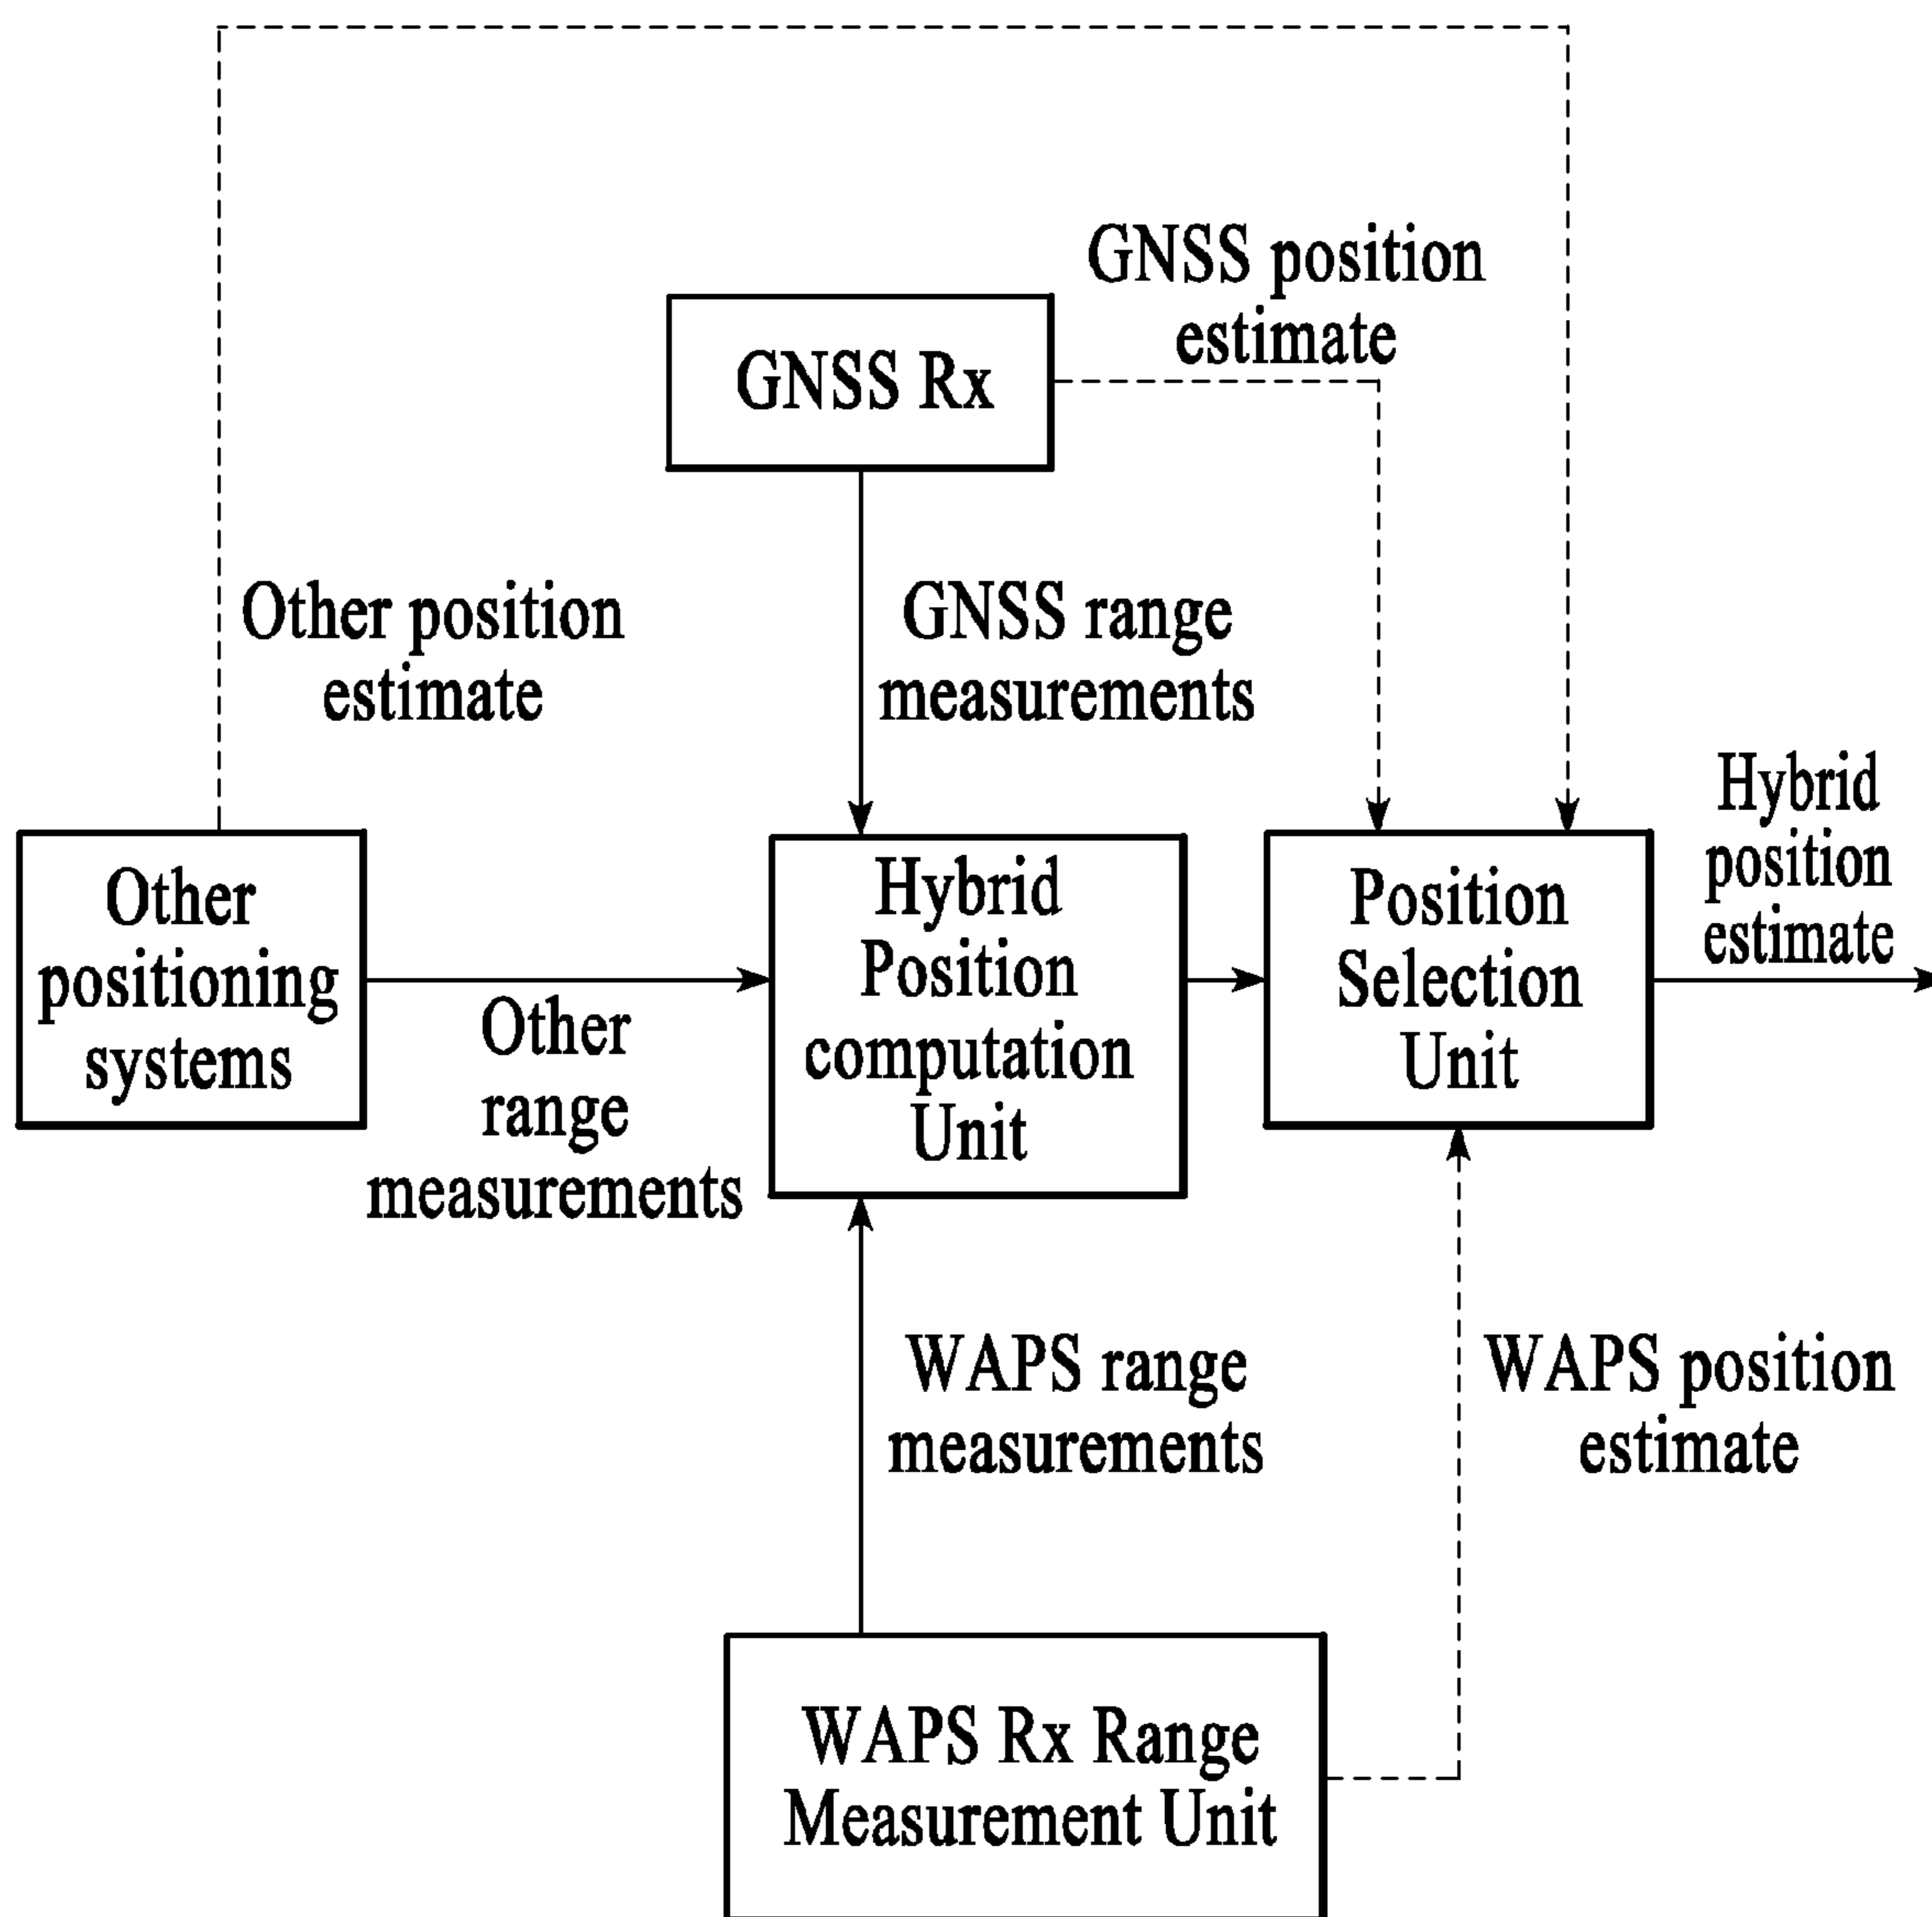 GNSS position
estimate
GNSS Rx
Other position
estimate
GNSS range
measurements
Hybrid
position
estimate
Other
positioning
systems
Other
range
measurements
Hybrid
Position
computation
Unit
Position
Selection
Unit
WAPS range
measurements
WAPS position
estimate
WAPS Rx Range
Measurement Unit